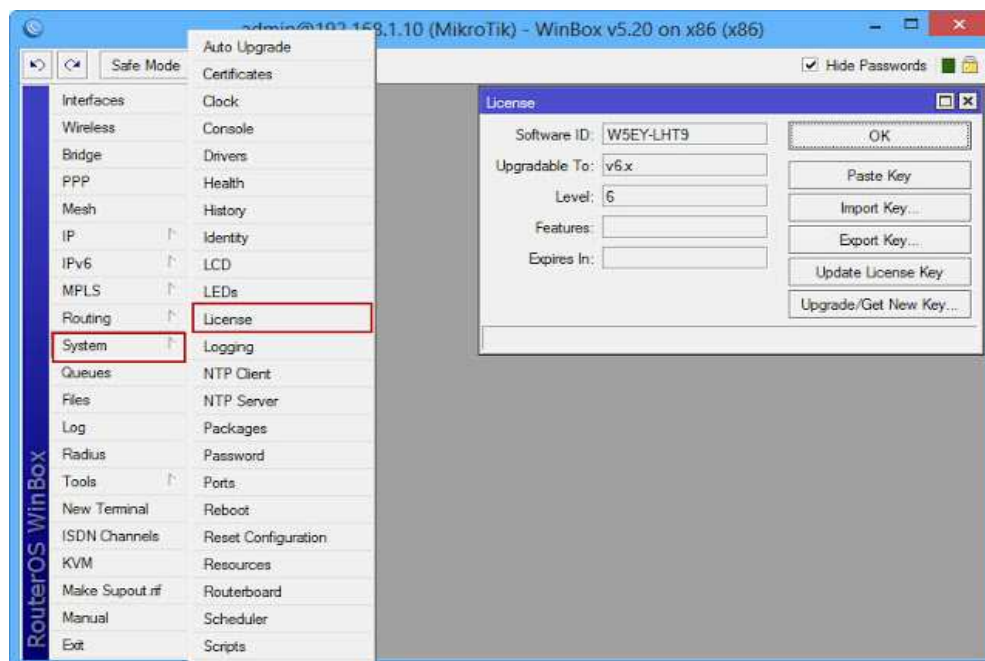 admin@192.168.1.10 (MikroTik) - WinBox v5.20 on x86 (x86)
Safe Mode
Hide Passwords
Interfaces
Wireless
Bridge
PPP
Mesh
IP
IPv6
MPLS
Routing
System
Queues
Files
Log
Radius
Tools
New Terminal
ISDN Channels
KVM
Make Supout.rif
Manual
Exit
RouterOS WinBox
Auto Upgrade
Certificates
Clock
Console
Drivers
Health
History
Identity
LCD
LEDs
License
Logging
NTP Client
NTP Server
Packages
Password
Ports
Reboot
Reset Configuration
Resources
Routerboard
Scheduler
Scripts
License
Software ID: W5EY-LHT9
Upgradable To: v6.x
Level: 6
Features:
Expires In:
OK
Paste Key
Import Key...
Export Key...
Update License Key
Upgrade/Get New Key...